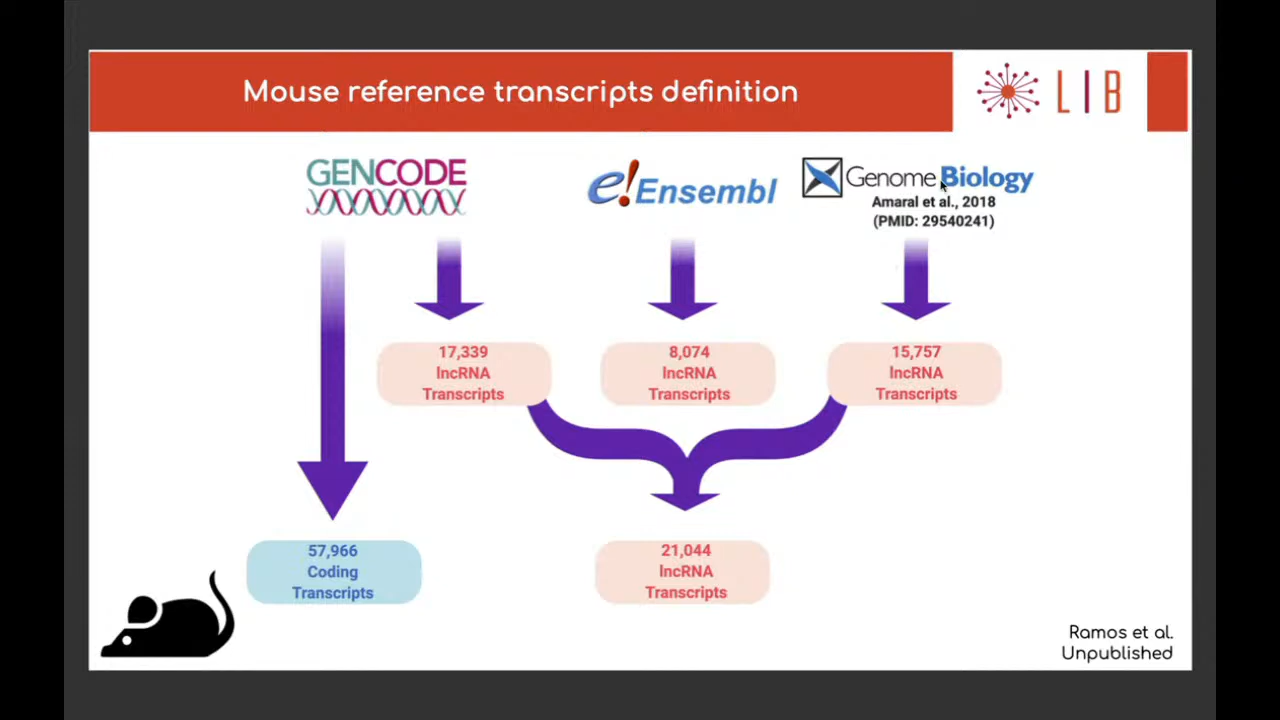 Mouse reference transcripts definition
LIB
GENCODE
e!Ensembl
Genome Biology
Amaral et al., 2018
(PMID: 29540241)
17,339
lncRNA
Transcripts
8,074
lncRNA
Transcripts
15,757
lncRNA
Transcripts
57,966
Coding
Transcripts
21,044
lncRNA
Transcripts
Ramos et al.
Unpublished